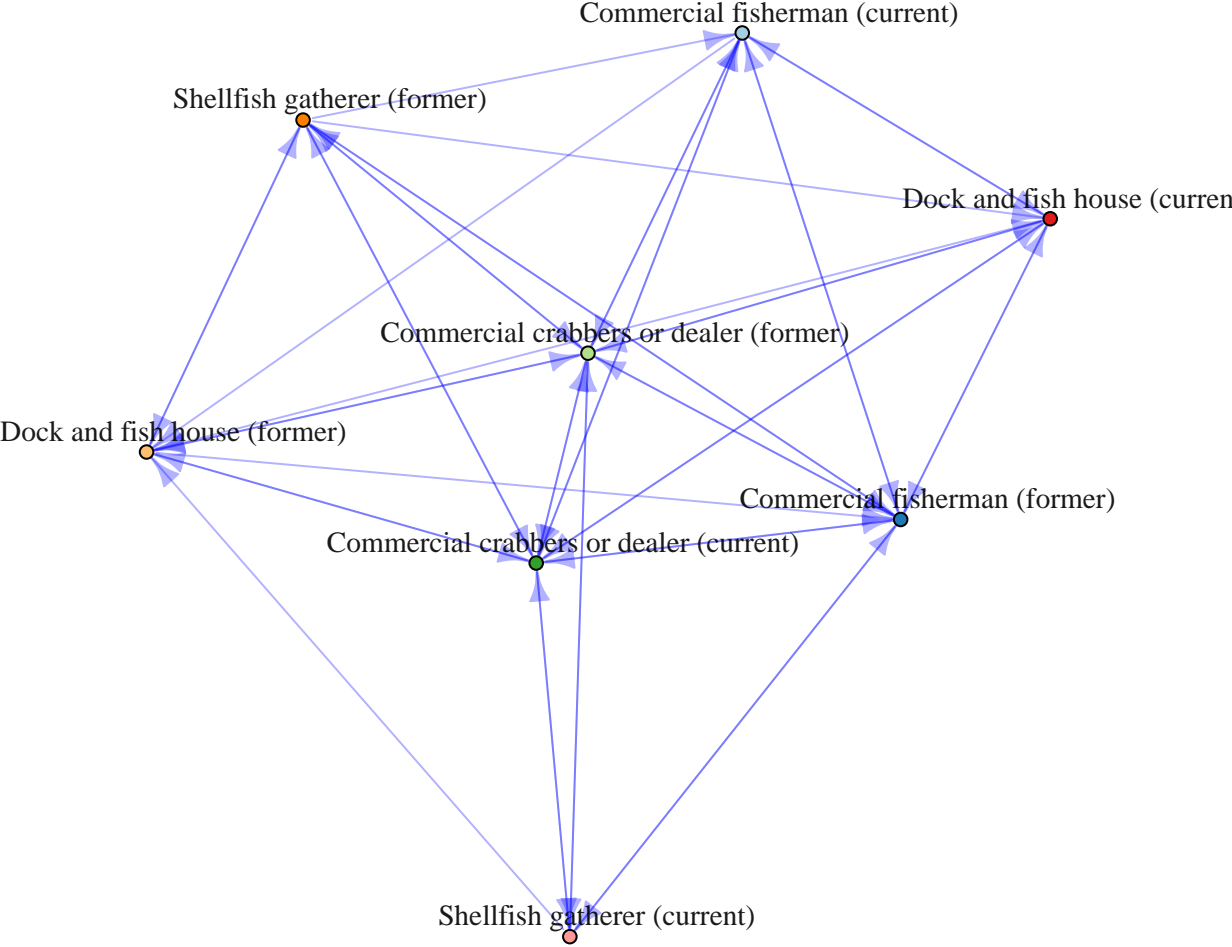 Commercial fisherman (current)
Shellfish gatherer (former)
Dock and fish house (curren
Commercial crabbers or dealer (former)
Dock and fish house (former)
Commercial fisherman (former)
Commercial crabbers or dealer (current)
Shellfish gatherer (current)